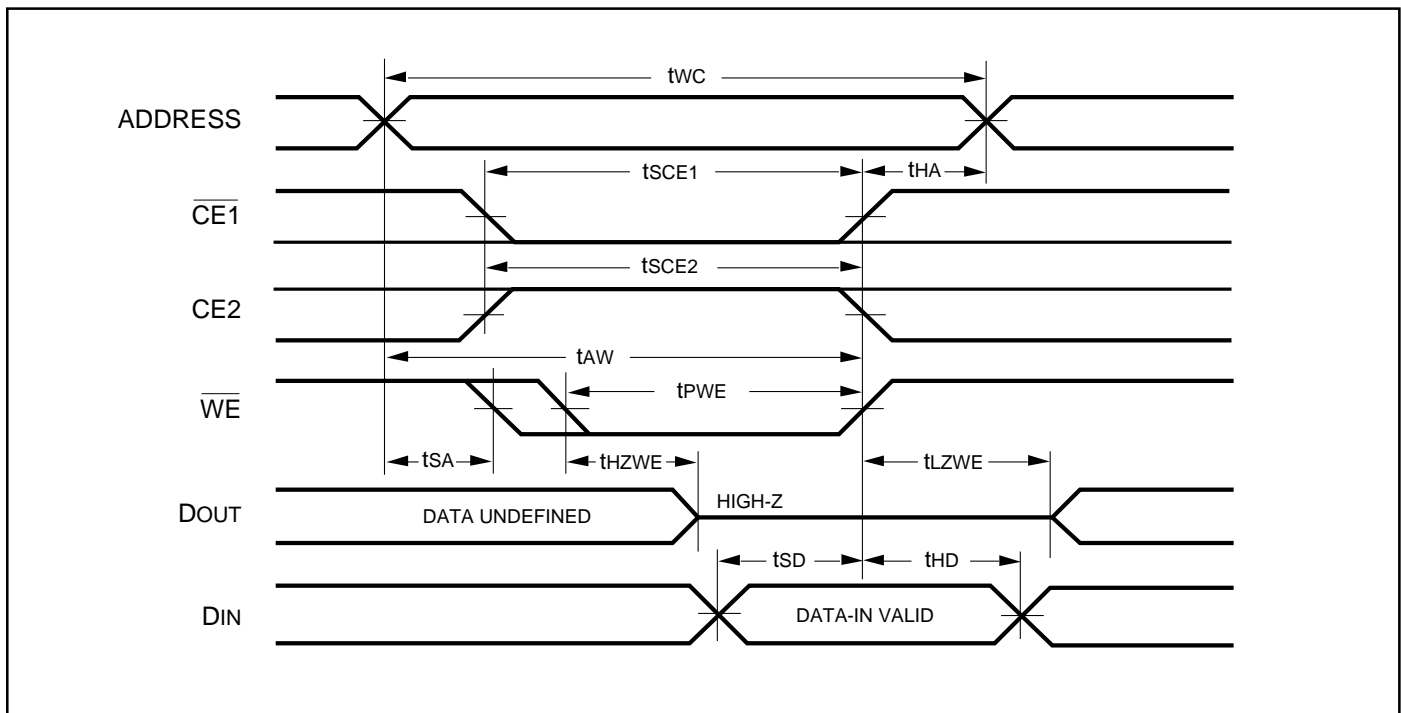 tWC
ADDRESS
tSCE1
tHA
CE1
tSCE2
CE2
tAW
tPWE
WE
tSA
tHZWE
tLZWE
DOUT
DATA UNDEFINED
HIGH-Z
tSD
tHD
DIN
DATA-IN VALID